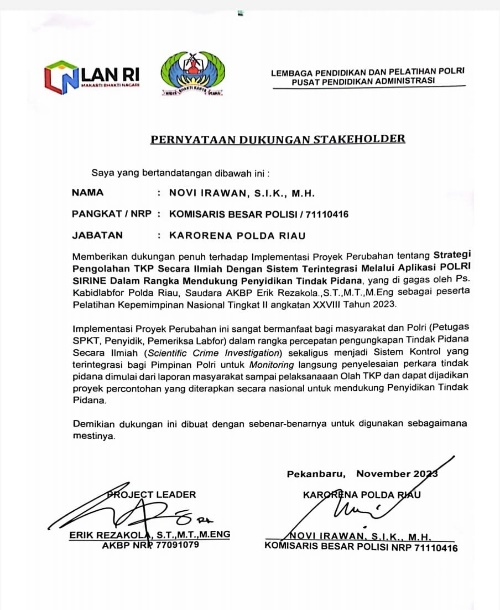 LAN RI
MAKARTI BHAKTI NAGARI
LEMBAGA PENDIDIKAN DAN PELATIHAN POLRI
PUSAT PENDIDIKAN ADMINISTRASI
PERNYATAAN DUKUNGAN STAKEHOLDER
Saya yang bertandatangan dibawah ini :
NAMA : NOVI IRAWAN, S.I.K., M.H.
PANGKAT / NRP : KOMISARIS BESAR POLISI / 71110416
JABATAN : KARORENA POLDA RIAU
Memberikan dukungan penuh terhadap Implementasi Proyek Perubahan tentang Strategi
Pengolahan TKP Secara Ilmiah Dengan Sistem Terintegrasi Melalui Aplikasi POLRI
SIRINE Dalam Rangka Mendukung Penyidikan Tindak Pidana, yang di gagas oleh Ps.
Kabidlabfor Polda Riau, Saudara AKBP Erik Rezakola.,S.T.,M.T.,M.Eng sebagai peserta
Pelatihan Kepemimpinan Nasional Tingkat II angkatan XXVIII Tahun 2023.
Implementasi Proyek Perubahan ini sangat bermanfaat bagi masyarakat dan Polri (Petugas
SPKT, Penyidik, Pemeriksa Labfor) dalam rangka percepatan pengungkapan Tindak Pidana
Secara Ilmiah (Scientific Crime Investigation) sekaligus menjadi Sistem Kontrol yang
terintegrasi bagi Pimpinan Polri untuk Monitoring langsung penyelesaian perkara tindak
pidana dimulai dari laporan masyarakat sampai pelaksanaaan Olah TKP dan dapat dijadikan
proyek percontohan yang diterapkan secara nasional untuk mendukung Penyidikan Tindak
Pidana.
Demikian dukungan ini dibuat dengan sebenar-benarnya untuk digunakan sebagaimana
mestinya.
Pekanbaru, November 2023
PROJECT LEADER
ERIK REZAKOLA, S.T.,M.T.,M.ENG
AKBP NRP 77091079
KARORENA POLDA RIAU
NOVI IRAWAN, S.I.K., M.H.
KOMISARIS BESAR POLISI NRP 71110416